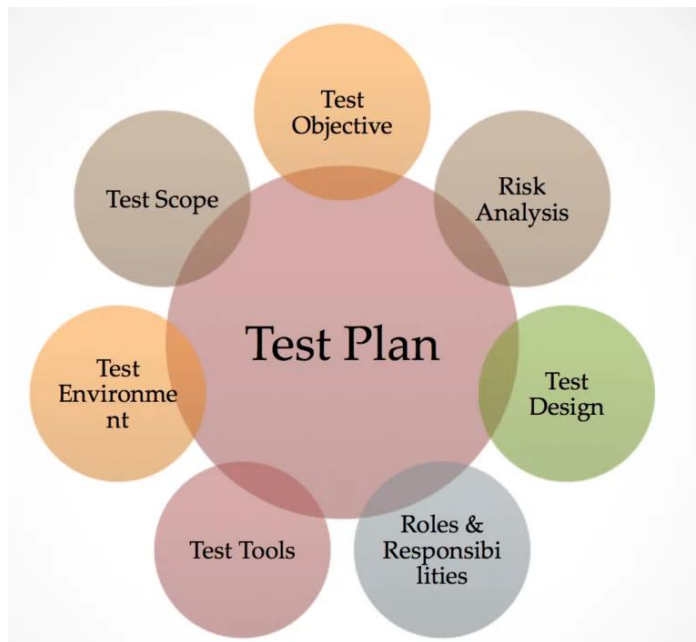 Test
Objective
Risk
Analysis
Test
Design
Roles &
Responsibi
lities
Test Tools
Test
Environme
nt
Test Scope
Test Plan